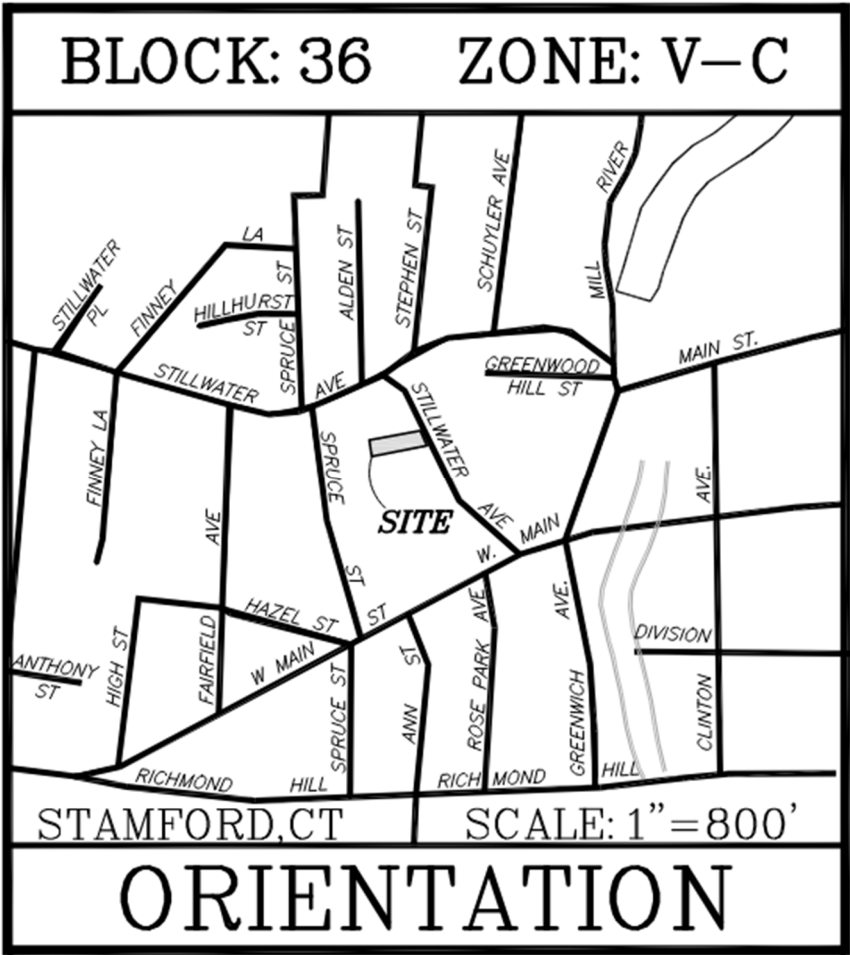 BLOCK: 36 ZONE: V-C
STILLWATER
PL
FINNEY
LA
HILLHURST
ST
SPRUCE ST
ALDEN ST
STEPHEN ST
SCHUYLER AVE
MILL RIVER
STILLWATER AVE
GREENWOOD
HILL ST
MAIN ST.
FINNEY LA
AVE
FAIRFIELD
SPRUCE
ST
STILLWATER
AVE
SITE
W. MAIN
ST
AVE.
HAZEL ST
W MAIN
ANTHONY
ST
HIGH ST
SPRUCE ST
ST
ANN
ROSE PARK AVE
AVE.
GREENWICH
DIVISION
CLINTON
RICHMOND HILL
RICH MOND HILL
STAMFORD,CT SCALE: 1"=800'
ORIENTATION